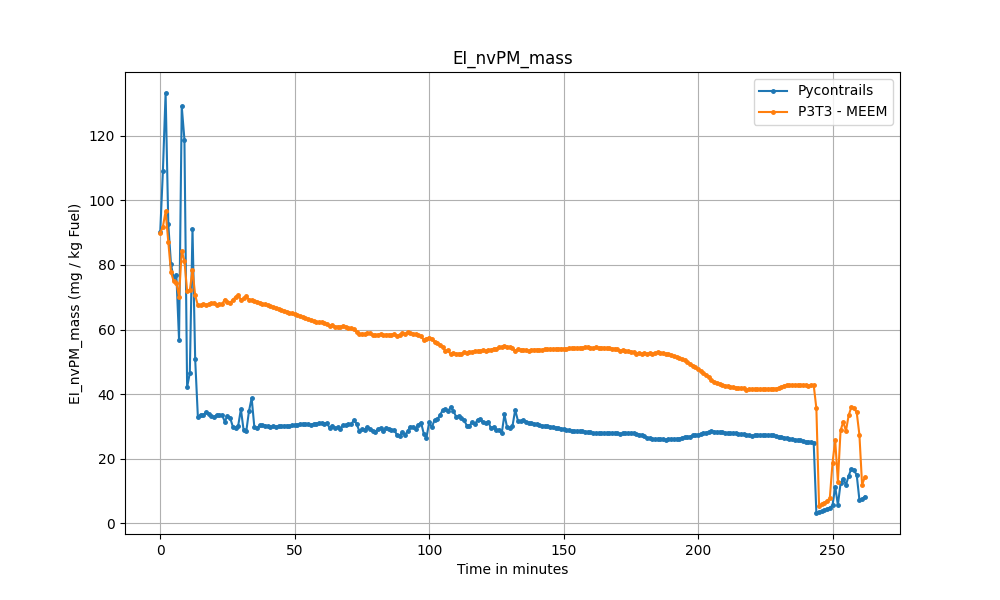 EI_nvPM_mass
Pycontrails
P3T3 - MEEM
EI_nvPM_mass (mg / kg Fuel)
120
100
80
60
40
20
0
0 50 100 150 200 250
Time in minutes